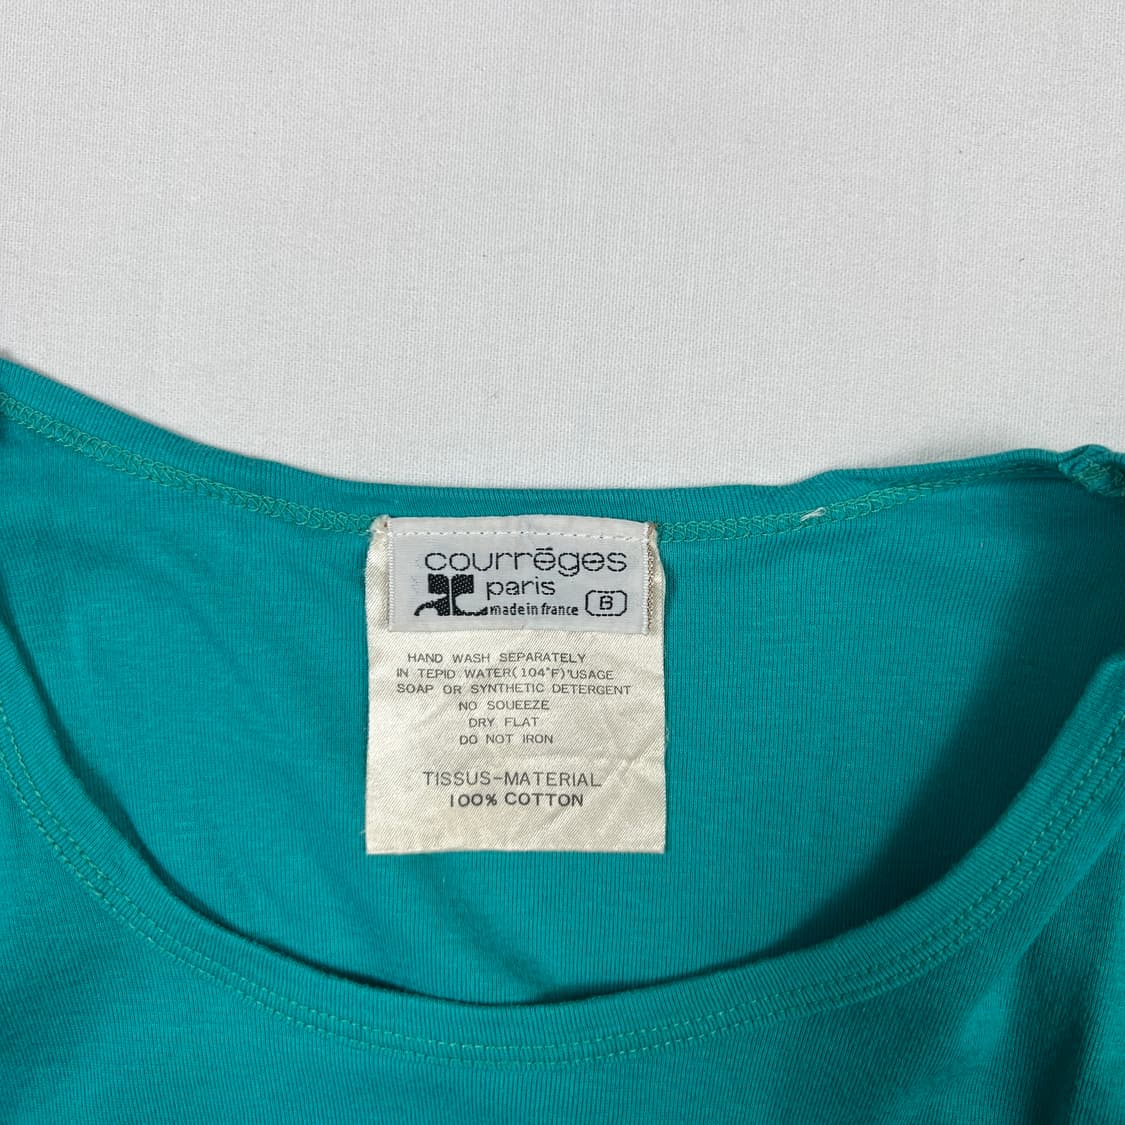 courrēges
paris
made in france B
HAND WASH SEPARATELY
IN TEPID WATER(104°F)'USAGE
SOAP OR SYNTHETIC DETERGENT
NO SQUEEZE
DRY FLAT
DO NOT IRON
TISSUS-MATERIAL
100% COTTON